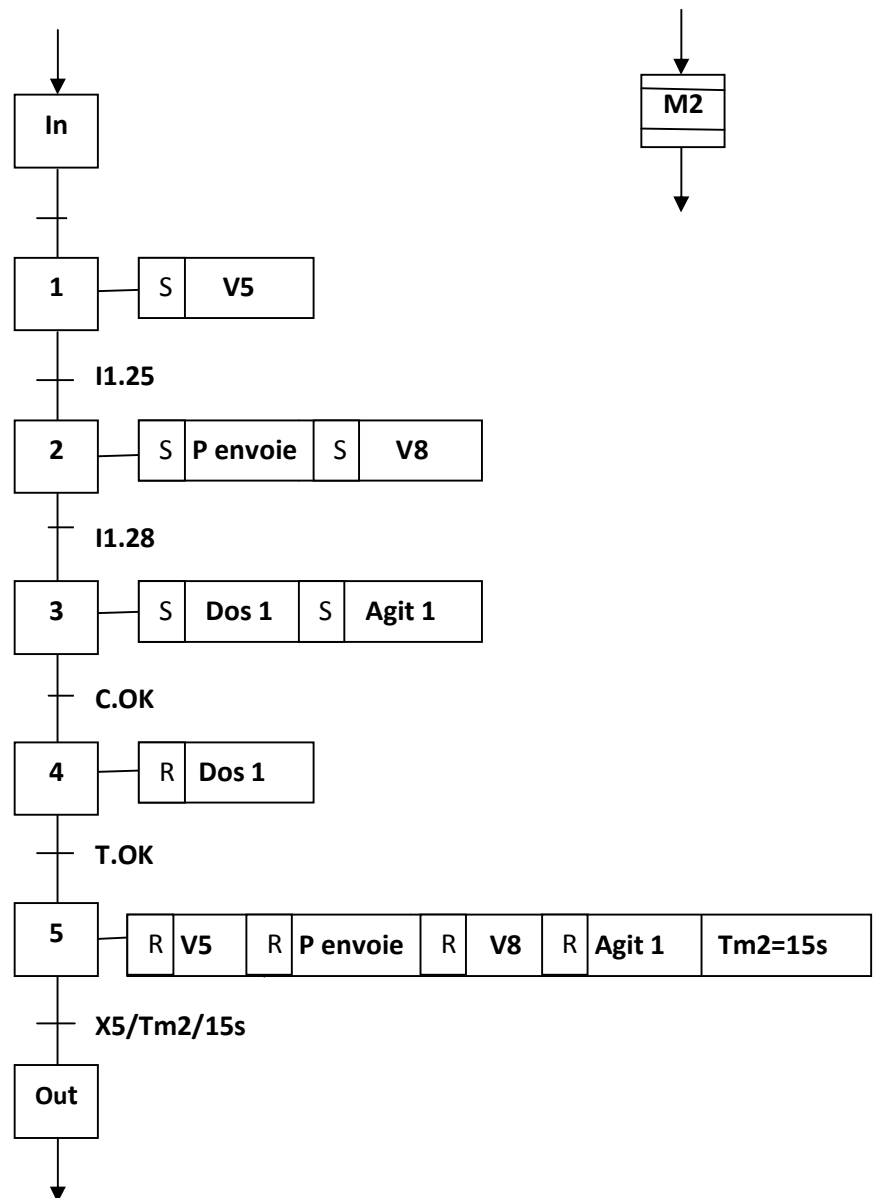 In
M2
1 S V5
I1.25
2 S P envoie S V8
I1.28
3 S Dos 1 S Agit 1
C.OK
4 R Dos 1
T.OK
5 R V5 R P envoie R V8 R Agit 1 Tm2=15s
X5/Tm2/15s
Out